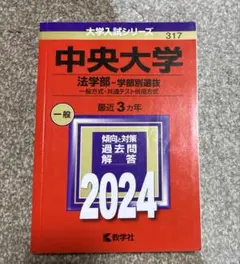 大学入試シリーズ
317
中央大学
法学部-学部別選抜
一般方式・共通テスト併用方式
最近3カ年
一般
傾向と対策
過去問
解答
2024
教学社